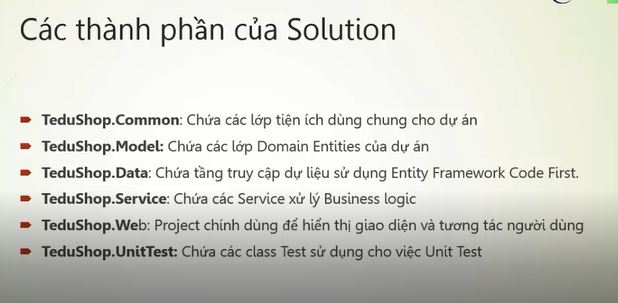 Các thành phần của Solution
TeduShop.Common: Chứa các lớp tiện ích dùng chung cho dự án
TeduShop.Model: Chứa các lớp Domain Entities của dự án
TeduShop.Data: Chứa tầng truy cập dự liệu sử dụng Entity Framework Code First.
TeduShop.Service: Chứa các Service xử lý Business logic
TeduShop.Web: Project chính dùng để hiển thị giao diện và tương tác người dùng
TeduShop.UnitTest: Chứa các class Test sử dụng cho việc Unit Test